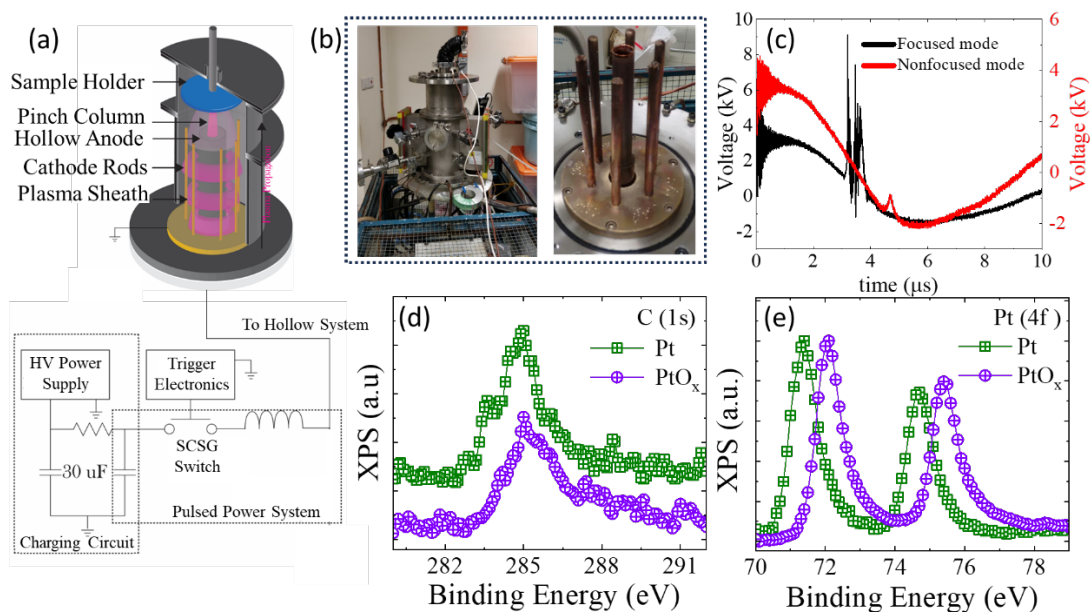 (a)
Sample Holder
Pinch Column
Hollow Anode
Cathode Rods
Plasma Sheath
To Hollow System
HV Power
Supply
Trigger
Electronics
SCSG
Switch
30 uF
Pulsed Power System
Charging Circuit
(b)
(c)
Focused mode
Nonfocused mode
Voltage (kV)
10
8
6
4
2
0
-2
Voltage (kV)
6
4
2
0
-2
0
2
4
6
8
10
time (μs)
(d)
C (1s)
Pt
PtOx
XPS (a.u)
282
285
288
291
Binding Energy (eV)
(e)
Pt (4f )
Pt
PtOx
XPS (a.u.)
70
72
74
76
78
Binding Energy (eV)